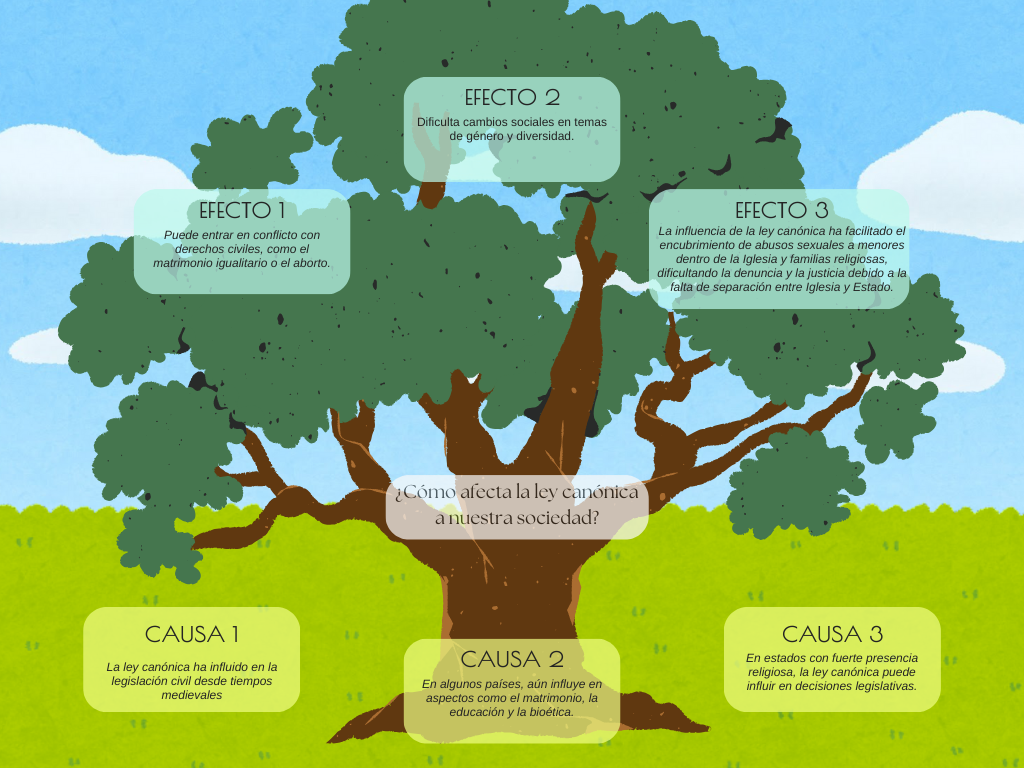 EFECTO 2
Dificulta cambios sociales en temas
de género y diversidad.
EFECTO 1
Puede entrar en conflicto con
derechos civiles, como el
matrimonio igualitario o el aborto.
EFECTO 3
La influencia de la ley canónica ha facilitado el
encubrimiento de abusos sexuales a menores
dentro de la Iglesia y familias religiosas,
dificultando la denuncia y la justicia debido a la
falta de separación entre Iglesia y Estado.
¿Cómo afecta la ley canónica
a nuestra sociedad?
CAUSA 1
La ley canónica ha influido en la
legislación civil desde tiempos
medievales
CAUSA 2
En algunos países, aún influye en
aspectos como el matrimonio, la
educación y la bioética.
CAUSA 3
En estados con fuerte presencia
religiosa, la ley canónica puede
influir en decisiones legislativas.